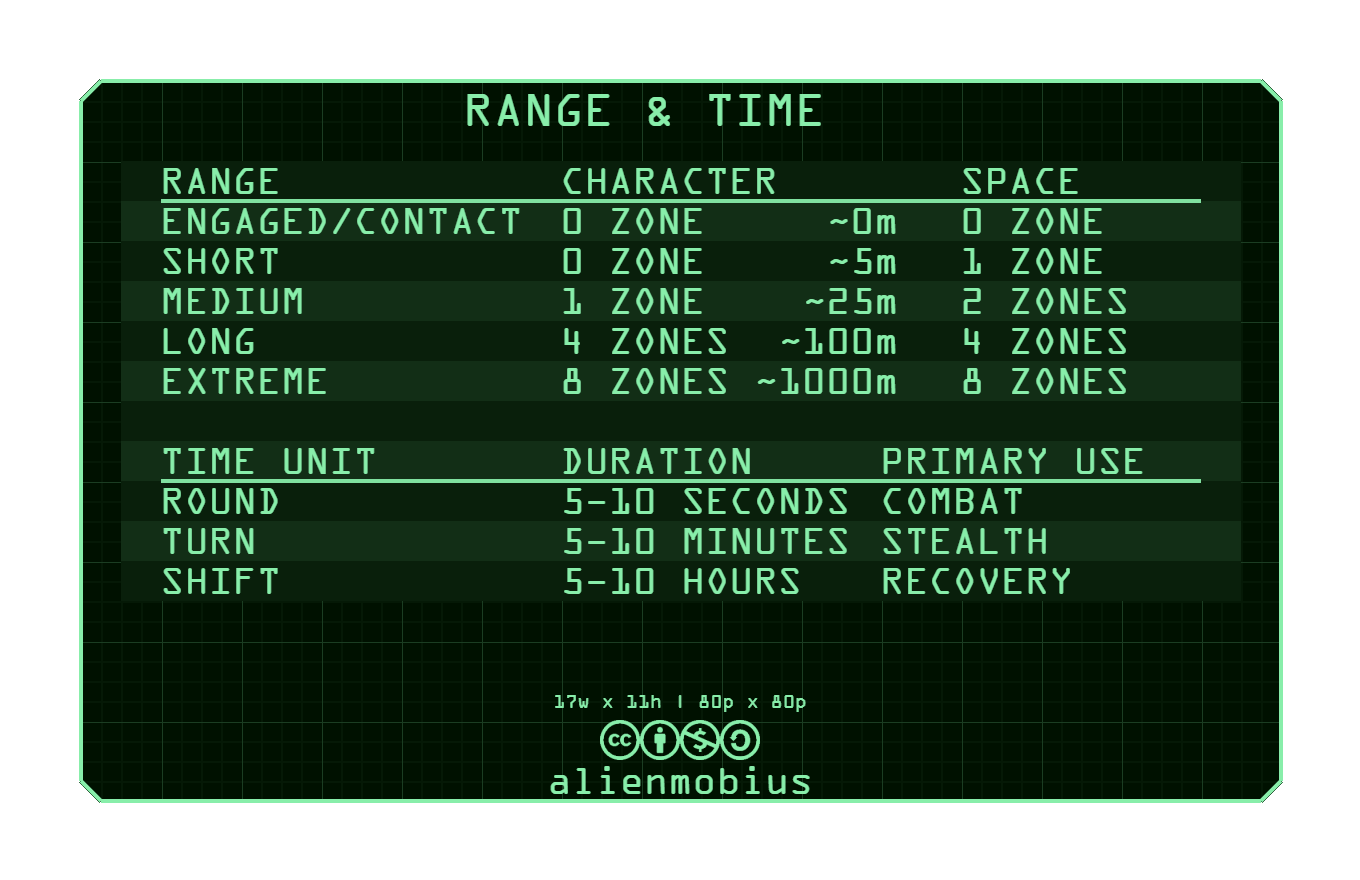 RANGE & TIME
RANGE CHARACTER SPACE
ENGAGED/CONTACT 0 ZONE ~0m 0 ZONE
SHORT 0 ZONE ~5m 1 ZONE
MEDIUM 1 ZONE ~25m 2 ZONES
LONG 4 ZONES ~100m 4 ZONES
EXTREME 8 ZONES ~1000m 8 ZONES
TIME UNIT DURATION PRIMARY USE
ROUND 5-10 SECONDS COMBAT
TURN 5-10 MINUTES STEALTH
SHIFT 5-10 HOURS RECOVERY
17w x 11h | 80p x 80p
cc $
alienmobius